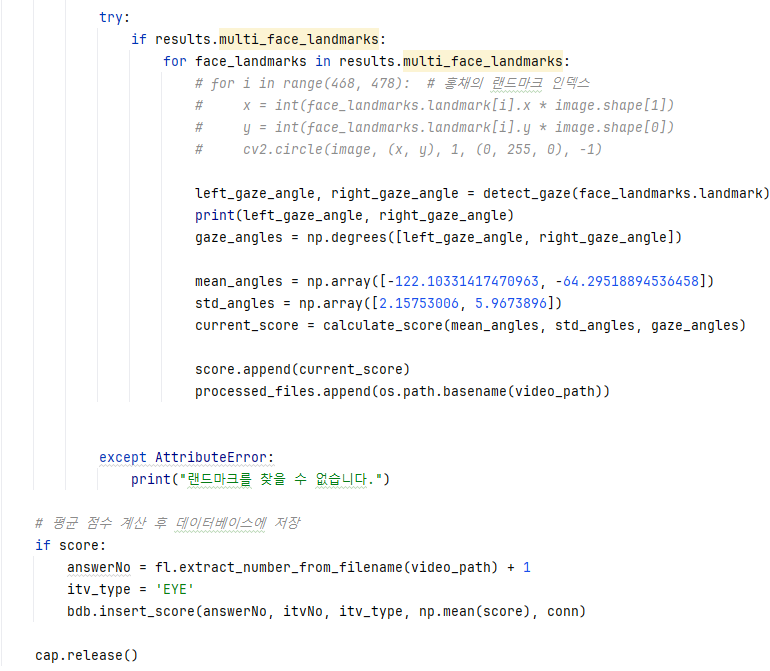 try:
    if results.multi_face_landmarks:
        for face_landmarks in results.multi_face_landmarks:
            # for i in range(468, 478):  # 홍채의 랜드마크 인덱스
            #     x = int(face_landmarks.landmark[i].x * image.shape[1])
            #     y = int(face_landmarks.landmark[i].y * image.shape[0])
            #     cv2.circle(image, (x, y), 1, (0, 255, 0), -1)

            left_gaze_angle, right_gaze_angle = detect_gaze(face_landmarks.landmark)
            print(left_gaze_angle, right_gaze_angle)
            gaze_angles = np.degrees([left_gaze_angle, right_gaze_angle])

            mean_angles = np.array([-122.10331417470963, -64.29518894536458])
            std_angles = np.array([2.15753006, 5.9673896])
            current_score = calculate_score(mean_angles, std_angles, gaze_angles)

            score.append(current_score)
            processed_files.append(os.path.basename(video_path))

except AttributeError:
    print("랜드마크를 찾을 수 없습니다.")

# 평균 점수 계산 후 데이터베이스에 저장
if score:
    answerNo = fl.extract_number_from_filename(video_path) + 1
    itv_type = 'EYE'
    bdb.insert_score(answerNo, itvNo, itv_type, np.mean(score), conn)

cap.release()